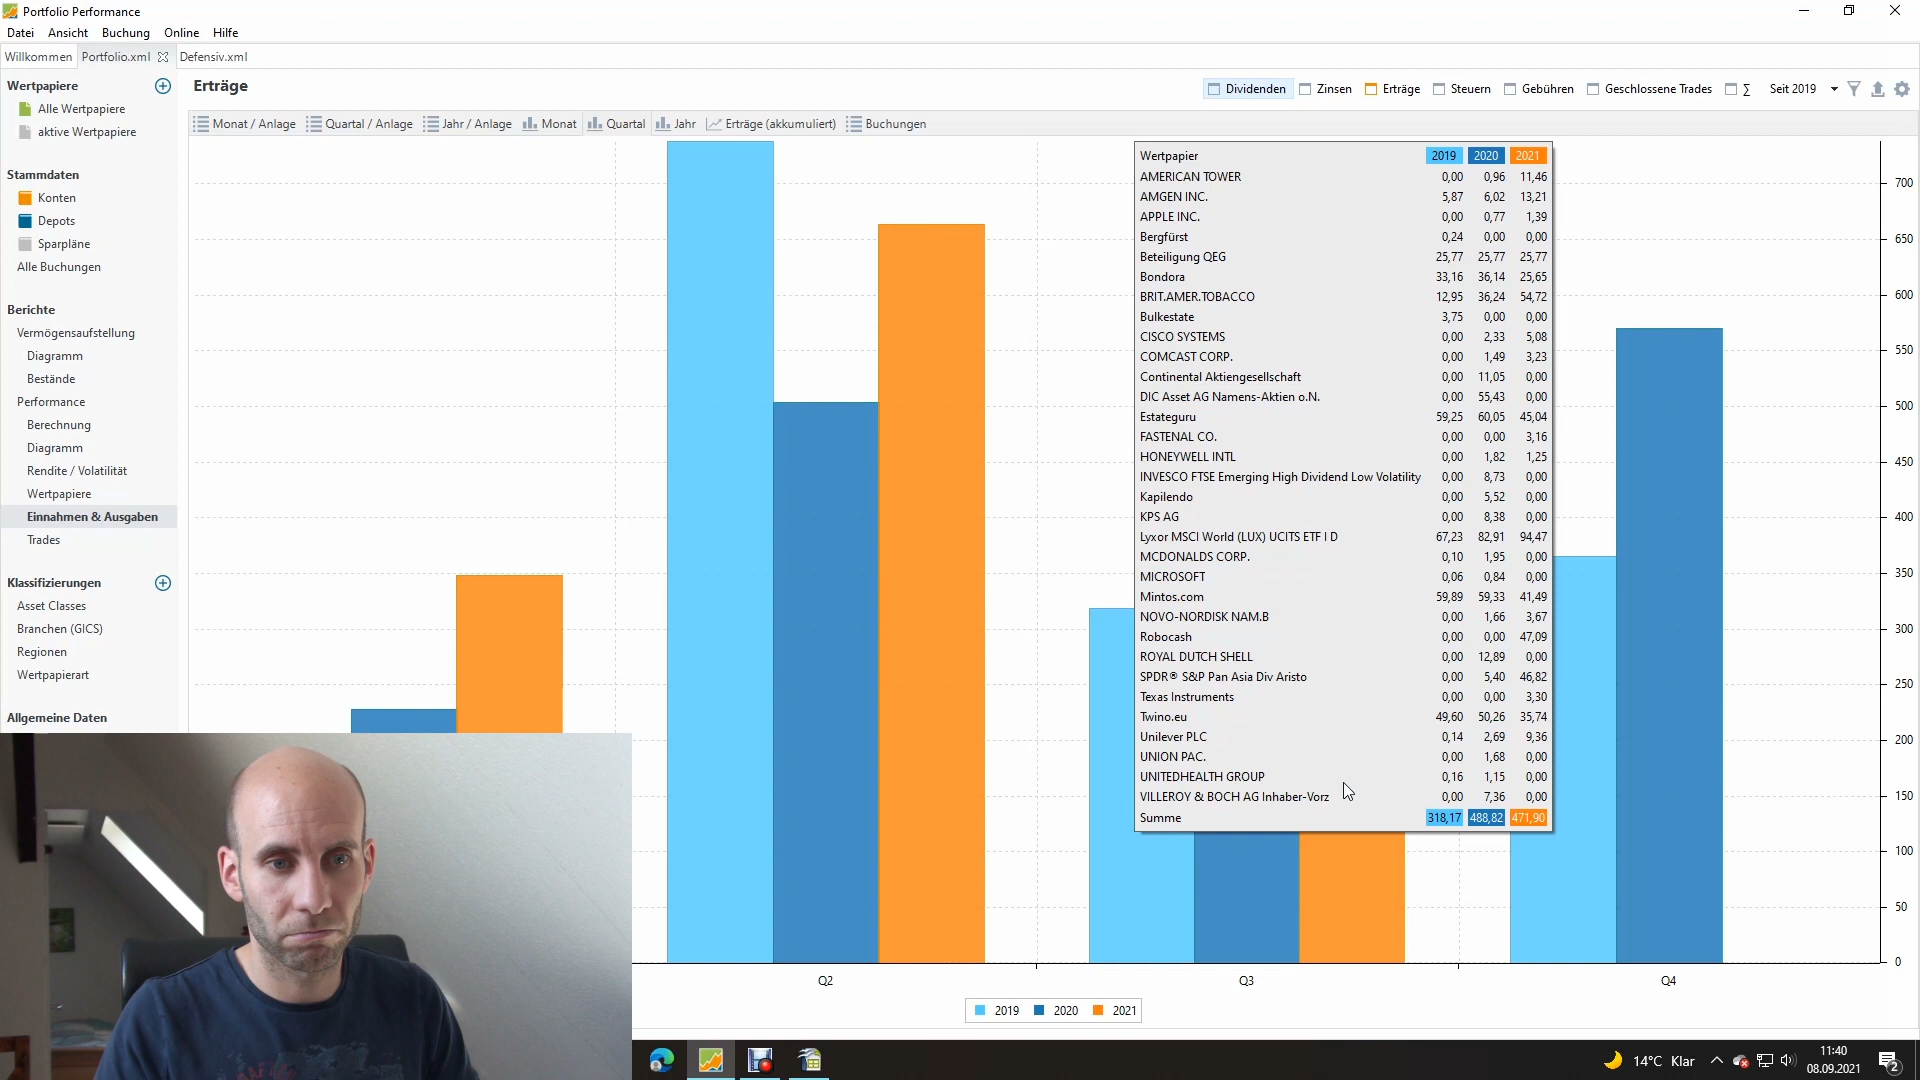 Portfolio Performance
Datei Ansicht Buchung Online Hilfe
Willkommen Portfolio.xml Defensiv.xml
Wertpapiere
Alle Wertpapiere
aktive Wertpapiere
Stammdaten
Konten
Depots
Sparpläne
Alle Buchungen
Berichte
Vermögensaufstellung
Diagramm
Bestände
Performance
Berechnung
Diagramm
Rendite / Volatilität
Wertpapiere
Einnahmen & Ausgaben
Trades
Klassifizierungen
Asset Classes
Branchen (GICS)
Regionen
Wertpapierart
Allgemeine Daten
Erträge
Dividenden Zinsen Erträge Steuern Gebühren Geschlossene Trades ∑ Seit 2019
Monat / Anlage Quartal / Anlage Jahr / Anlage Monat Quartal Jahr Erträge (akkumuliert) Buchungen
Wertpapier 2019 2020 2021
AMERICAN TOWER 0,00 0,96 11,46
AMGEN INC. 5,87 6,02 13,21
APPLE INC. 0,00 0,77 1,39
Bergfürst 0,24 0,00 0,00
Beteiligung QEG 25,77 25,77 25,77
Bondora 33,16 36,14 25,65
BRIT.AMER.TOBACCO 12,95 36,24 54,72
Bulkestate 3,75 0,00 0,00
CISCO SYSTEMS 0,00 2,33 5,08
COMCAST CORP. 0,00 1,49 3,23
Continental Aktiengesellschaft 0,00 11,05 0,00
DIC Asset AG Namens-Aktien o.N. 0,00 55,43 0,00
Estateguru 59,25 60,05 45,04
FASTENAL CO. 0,00 0,00 3,16
HONEYWELL INTL 0,00 1,82 1,25
INVESCO FTSE Emerging High Dividend Low Volatility 0,00 8,73 0,00
Kapilendo 0,00 5,52 0,00
KPS AG 0,00 8,38 0,00
Lyxor MSCI World (LUX) UCITS ETF I D 67,23 82,91 94,47
MCDONALDS CORP. 0,10 1,95 0,00
MICROSOFT 0,06 0,84 0,00
Mintos.com 59,89 59,33 41,49
NOVO-NORDISK NAM.B 0,00 1,66 3,67
Robocash 0,00 0,00 47,09
ROYAL DUTCH SHELL 0,00 12,89 0,00
SPDR® S&P Pan Asia Div Aristo 0,00 5,40 46,82
Texas Instruments 0,00 0,00 3,30
Twino.eu 49,60 50,26 35,74
Unilever PLC 0,14 2,69 9,36
UNION PAC. 0,00 1,68 0,00
UNITEDHEALTH GROUP 0,16 1,15 0,00
VILLEROY & BOCH AG Inhaber-Vorz 0,00 7,36 0,00
Summe 318,17 488,82 471,90
700
650
600
550
500
450
400
350
300
250
200
150
100
50
0
Q2 Q3 Q4
2019 2020 2021
14°C Klar
11:40
08.09.2021
2